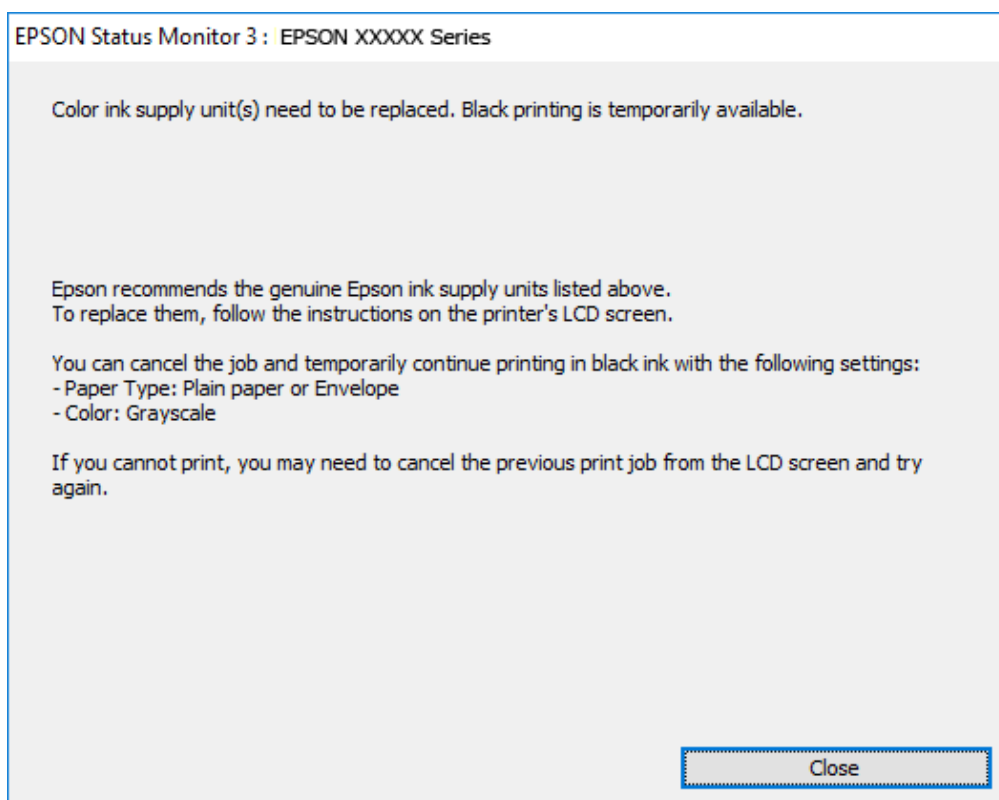 EPSON Status Monitor 3 : EPSON XXXXX Series
Color ink supply unit(s) need to be replaced. Black printing is temporarily available.
Epson recommends the genuine Epson ink supply units listed above.
To replace them, follow the instructions on the printer's LCD screen.
You can cancel the job and temporarily continue printing in black ink with the following settings:
- Paper Type: Plain paper or Envelope
- Color: Grayscale
If you cannot print, you may need to cancel the previous print job from the LCD screen and try
again.
Close